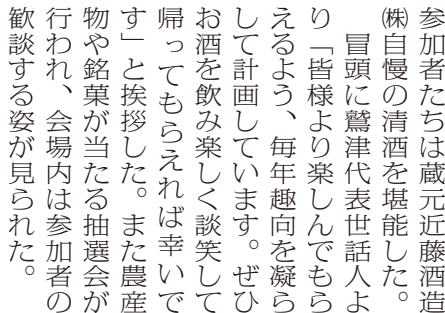 参加者たちは蔵元近藤酒造
㈱自慢の清酒を堪能した。
冒頭に鷲津代表世話人よ
り「皆様より楽しんでもら
えるよう、毎年趣向を凝ら
して計画しています。ぜひ
お酒を飲み楽しく談笑して
帰ってもらえれば幸いで
す」と挨拶した。また農産
物や銘菓が当たる抽選会が
行われ、会場内は参加者の
歓談する姿が見られた。